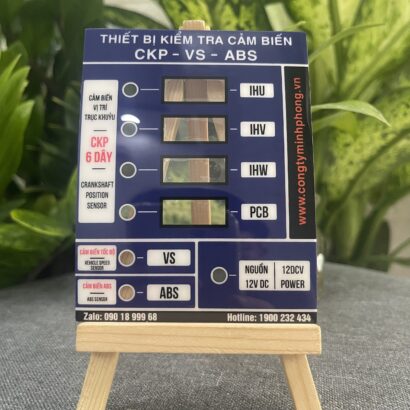 THIẾT BỊ KIỂM TRA CẢM BIẾN
CKP - VS - ABS
CẢM BIẾN
VỊ TRÍ
TRỤC KHUỶU
CKP
6 DÂY
CRANKSHAFT
POSITION
SENSOR
IHU
IHV
IHW
PCB
www.congtyminhphong.vn
CẢM BIẾN TỐC ĐỘ
VEHICLE SPEED
SENSOR
VS
CẢM BIẾN ABS
ABS SENSOR
ABS
NGUỒN
12V DC
12DCV
POWER
Zalo: 090 18 999 68
Hotline: 1900 232 434